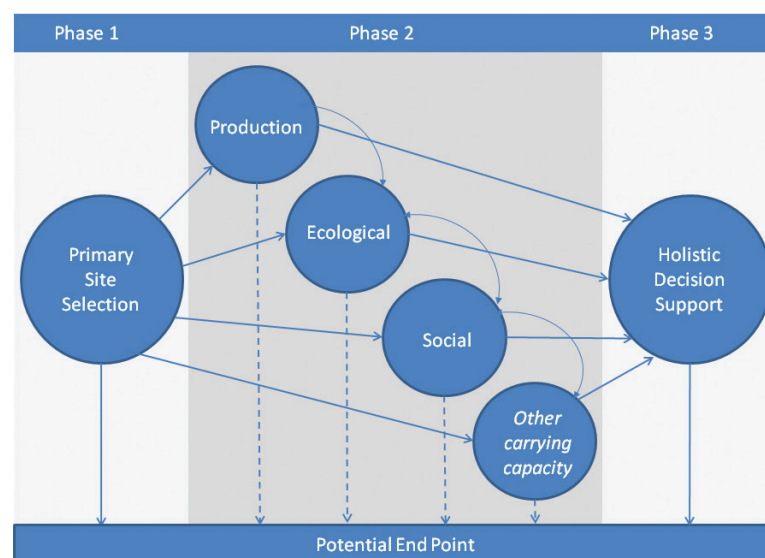 Phase 1
Phase 2
Phase 3
Production
Ecological
Primary
Site
Selection
Holistic
Decision
Support
Social
Other
carrying
capacity
Potential End Point